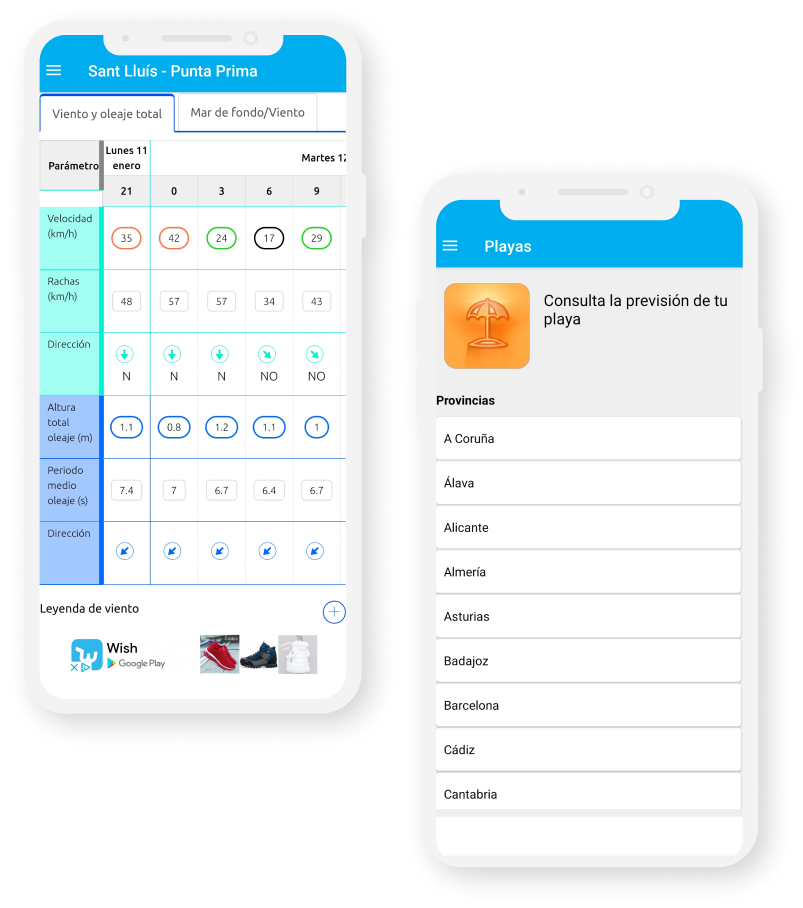 Sant Lluís - Punta Prima
Viento y oleaje total
Mar de fondo/Viento
Parámetro
Lunes 11
enero
Martes 12
21 0 3 6 9
Velocidad
(km/h)
35 42 24 17 29
Rachas
(km/h)
48 57 57 34 43
Dirección
N N N NO NO
Altura
total
oleaje (m)
1.1 0.8 1.2 1.1 1
Periodo
medio
oleaje (s)
7.4 7 6.7 6.4 6.7
Dirección
Leyenda de viento
Wish
Google Play
Playas
Consulta la previsión de tu
playa
Provincias
A Coruña
Álava
Alicante
Almería
Asturias
Badajoz
Barcelona
Cádiz
Cantabria